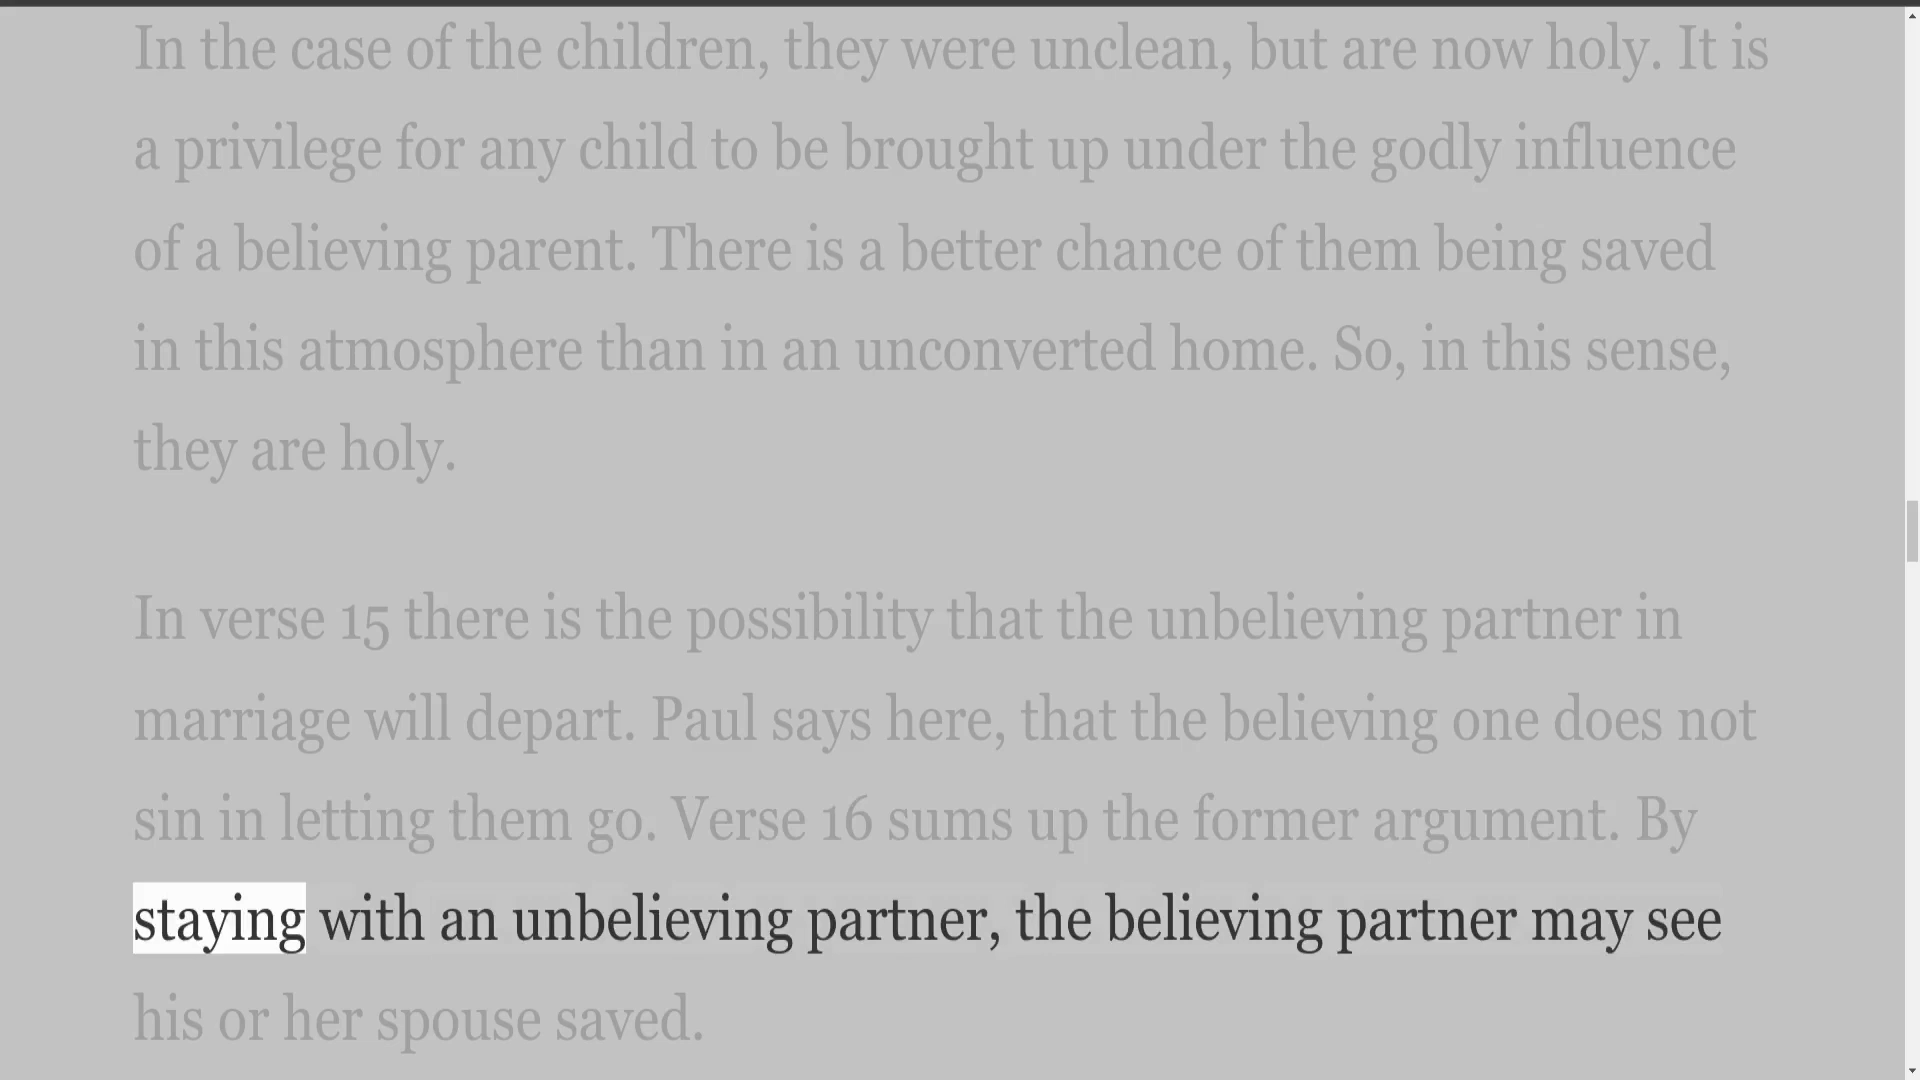 In the case of the children, they were unclean, but are now holy. It is
a privilege for any child to be brought up under the godly influence
of a believing parent. There is a better chance of them being saved
in this atmosphere than in an unconverted home. So, in this sense,
they are holy.
In verse 15 there is the possibility that the unbelieving partner in
marriage will depart. Paul says here, that the believing one does not
sin in letting them go. Verse 16 sums up the former argument. By
staying with an unbelieving partner, the believing partner may see
his or her spouse saved.